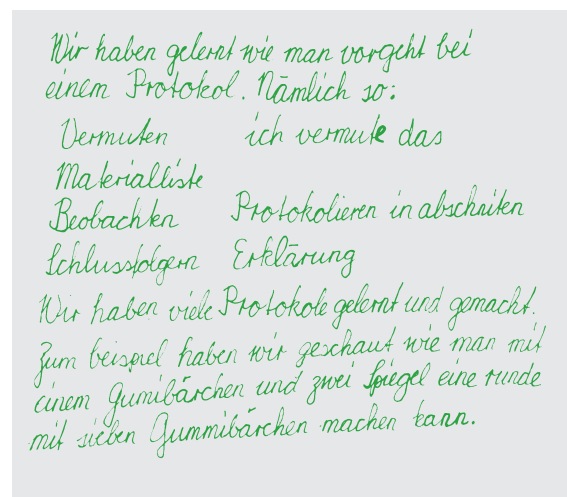 Wir haben gelernt wie man vorgeht bei
einem Protokol. Nämlich so:
Vermuten ich vermute das
Materialliste
Beobachten Protokolieren in abschniten
Schlussfolgern Erklärung
Wir haben viele Protokole gelernt und gemacht.
Zum beispiel haben wir geschaut wie man mit
einem Gumibärchen und zwei Spiegel eine runde
mit sieben Gummibärchen machen kann.